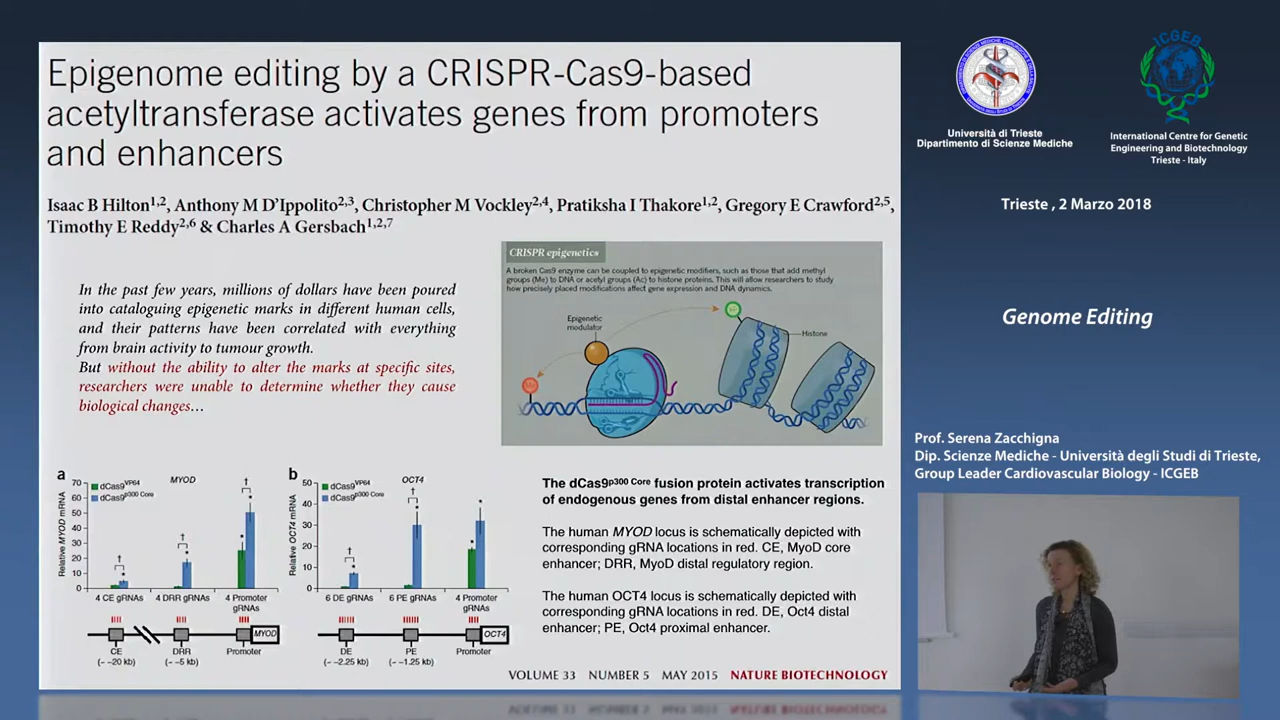 Epigenome editing by a CRISPR-Cas9-based
acetyltransferase activates genes from promoters
and enhancers
Isaac B Hilton1,2, Anthony M D'Ippolito2,3, Christopher M Vockley2,4, Pratiksha I Thakore1,2, Gregory E Crawford2,5,
Timothy E Reddy2,6 & Charles A Gersbach1,2,7
In the past few years, millions of dollars have been poured
into cataloguing epigenetic marks in different human cells,
and their patterns have been correlated with everything
from brain activity to tumour growth.
But without the ability to alter the marks at specific sites,
researchers were unable to determine whether they cause
biological changes…
CRISPR epigenetics
A broken Cas9 enzyme can be coupled to epigenetic modifiers, such as those that add methyl
groups (Me) to DNA or acetyl groups (Ac) to histone proteins. This will allow researchers to study
how precisely placed modifications affect gene expression and DNA dynamics.
Epigenetic
modulator
Histone
Me
a
MYOD
dCas9VP64
dCas9p300 Core
Relative MYOD mRNA
70
60
50
40
30
20
10
0
4 CE gRNAs
4 DRR gRNAs
4 Promoter
gRNAs
MYOD
CE
(~ –20 kb)
DRR
(~ –5 kb)
Promoter
b
OCT4
dCas9VP64
dCas9p300 Core
Relative OCT4 mRNA
50
40
30
20
10
0
6 DE gRNAs
6 PE gRNAs
4 Promoter
gRNAs
OCT4
DE
(~ –2.25 kb)
PE
(~ –1.25 kb)
Promoter
The dCas9p300 Core fusion protein activates transcription
of endogenous genes from distal enhancer regions.
The human MYOD locus is schematically depicted with
corresponding gRNA locations in red. CE, MyoD core
enhancer; DRR, MyoD distal regulatory region.
The human OCT4 locus is schematically depicted with
corresponding gRNA locations in red. DE, Oct4 distal
enhancer; PE, Oct4 proximal enhancer.
VOLUME 33 NUMBER 5 MAY 2015 NATURE BIOTECHNOLOGY
Università di Trieste
Dipartimento di Scienze Mediche
ICGEB
International Centre for Genetic
Engineering and Biotechnology
Trieste - Italy
Trieste , 2 Marzo 2018
Genome Editing
Prof. Serena Zacchigna
Dip. Scienze Mediche - Università degli Studi di Trieste,
Group Leader Cardiovascular Biology - ICGEB